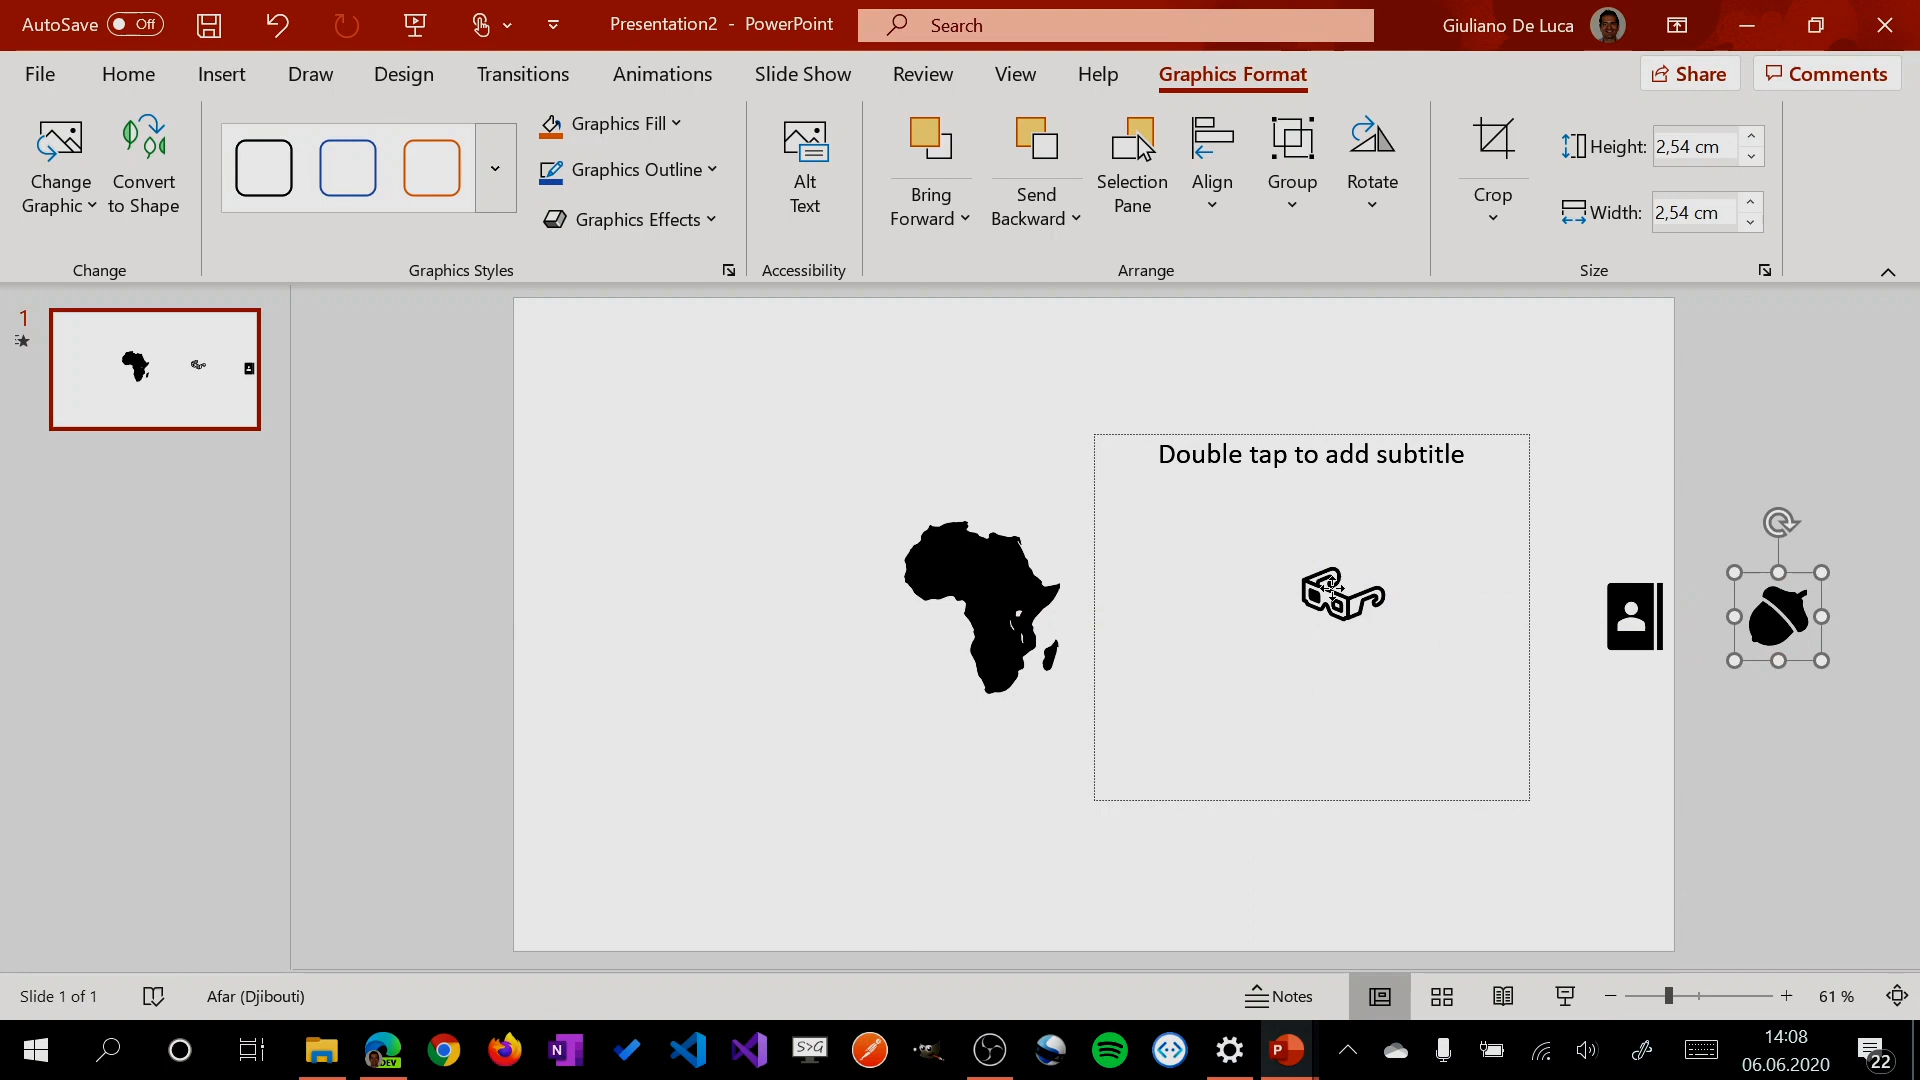 AutoSave Off Presentation2 - PowerPoint Search Giuliano De Luca
File Home Insert Draw Design Transitions Animations Slide Show Review View Help Graphics Format Share Comments
Change Graphic
Convert to Shape
Graphics Fill
Graphics Outline
Graphics Effects
Alt Text
Bring Forward
Send Backward
Selection Pane
Align
Group
Rotate
Crop
Height: 2,54 cm
Width: 2,54 cm
Change Graphics Styles Accessibility Arrange Size
1
Double tap to add subtitle
Slide 1 of 1 Afar (Djibouti) Notes 61 %
DEV
N
S>G
P
14:08
06.06.2020
22